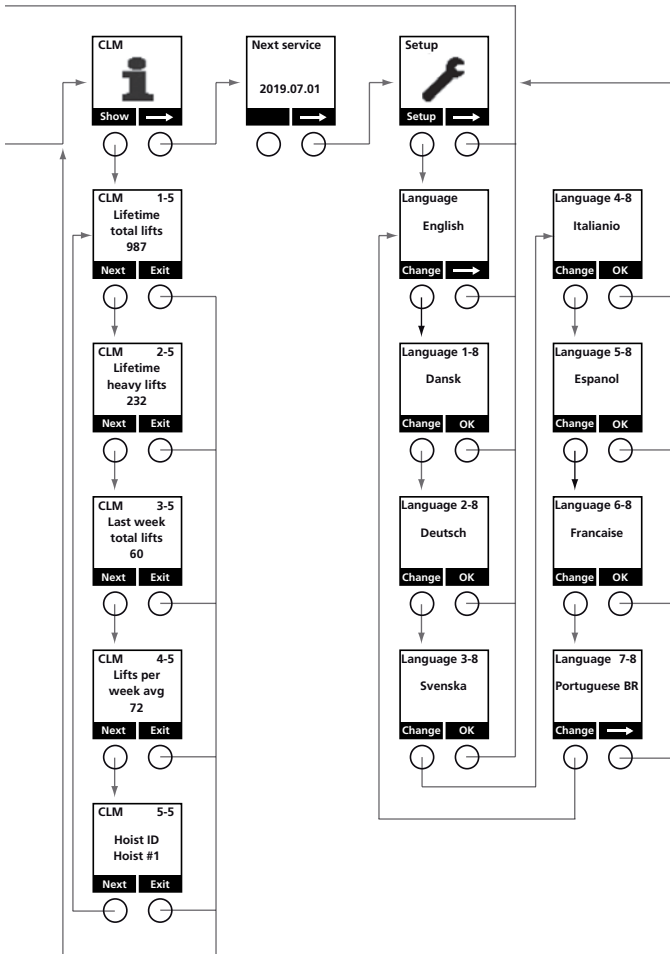 CLM
Show
Next service
2019.07.01
Setup
Setup
CLM 1-5
Lifetime
total lifts
987
Next Exit
CLM 2-5
Lifetime
heavy lifts
232
Next Exit
CLM 3-5
Last week
total lifts
60
Next Exit
CLM 4-5
Lifts per
week avg
72
Next Exit
CLM 5-5
Hoist ID
Hoist #1
Next Exit
Language
English
Change
Language 1-8
Dansk
Change OK
Language 2-8
Deutsch
Change OK
Language 3-8
Svenska
Change OK
Language 4-8
Italianio
Change OK
Language 5-8
Espanol
Change OK
Language 6-8
Francaise
Change OK
Language 7-8
Portuguese BR
Change